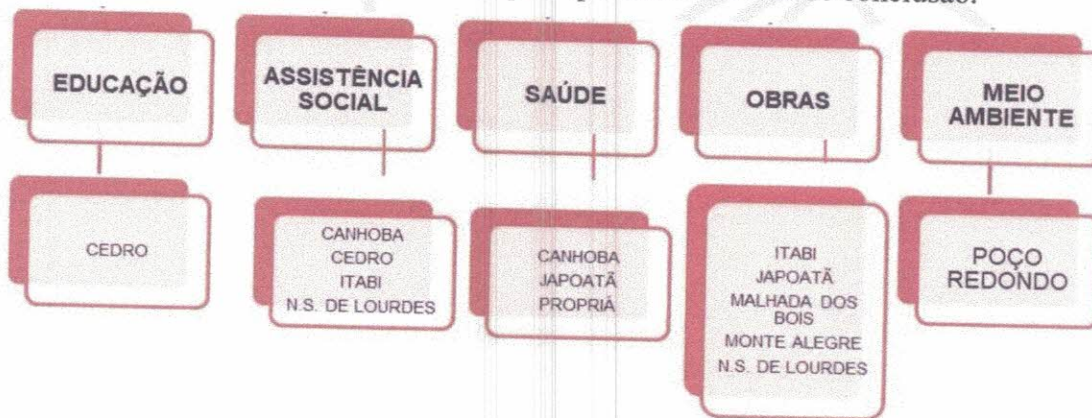 conclusão:
EDUCAÇÃO
CEDRO
ASSISTÊNCIA
SOCIAL
CANHOBA
CEDRO
ITABI
N.S. DE LOURDES
SAÚDE
CANHOBA
JAPOATÃ
PROPRIÁ
OBRAS
ITABI
JAPOATÃ
MALHADA DOS
BOIS
MONTE ALEGRE
N.S. DE LOURDES
MEIO
AMBIENTE
POÇO
REDONDO